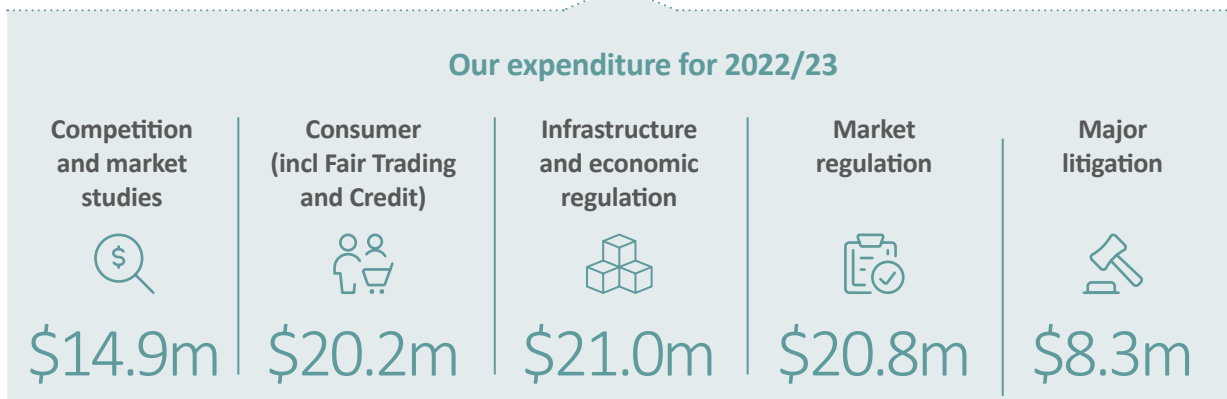 Our expenditure for 2022/23
Competition
and market
studies
$
$14.9m
Consumer
(incl Fair Trading
and Credit)
$20.2m
Infrastructure
and economic
regulation
$21.0m
Market
regulation
$20.8m
Major
litigation
$8.3m